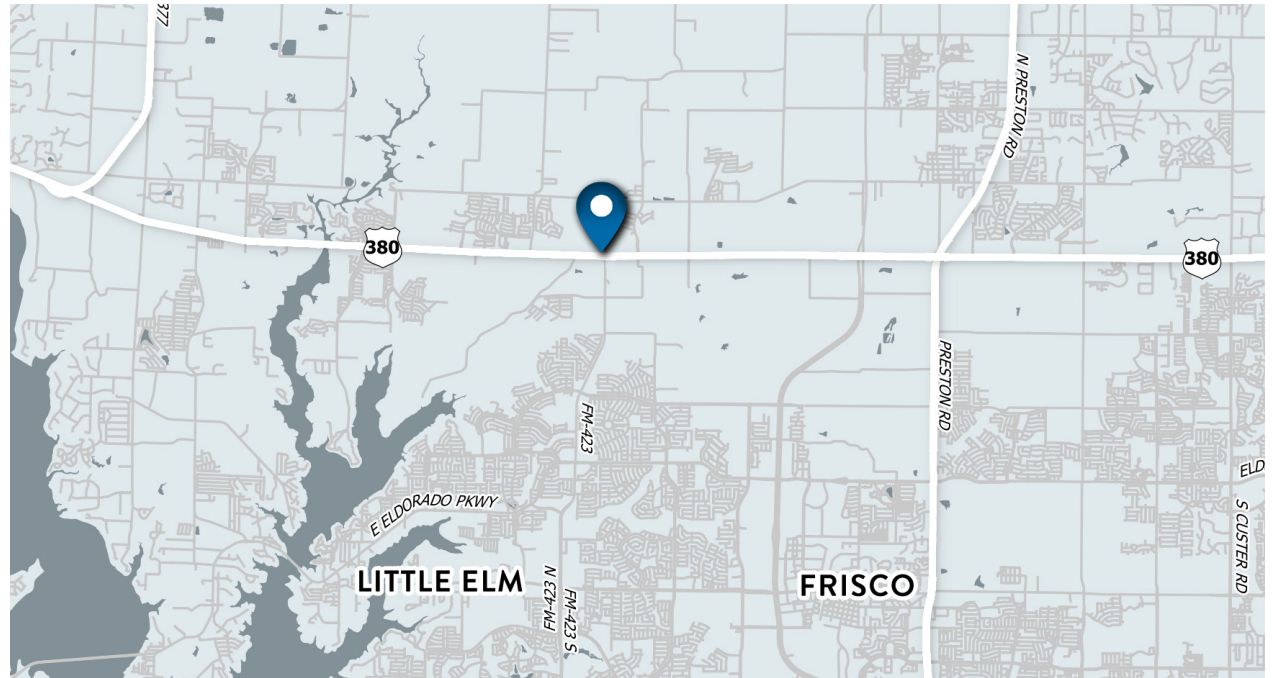 377
N PRESTON RD
380
380
PRESTON RD
FM-423
ELD
E ELDORADO PKWY
S CUSTER RD
LITTLE ELM
FRISCO
FM-423 N
FM-423 S